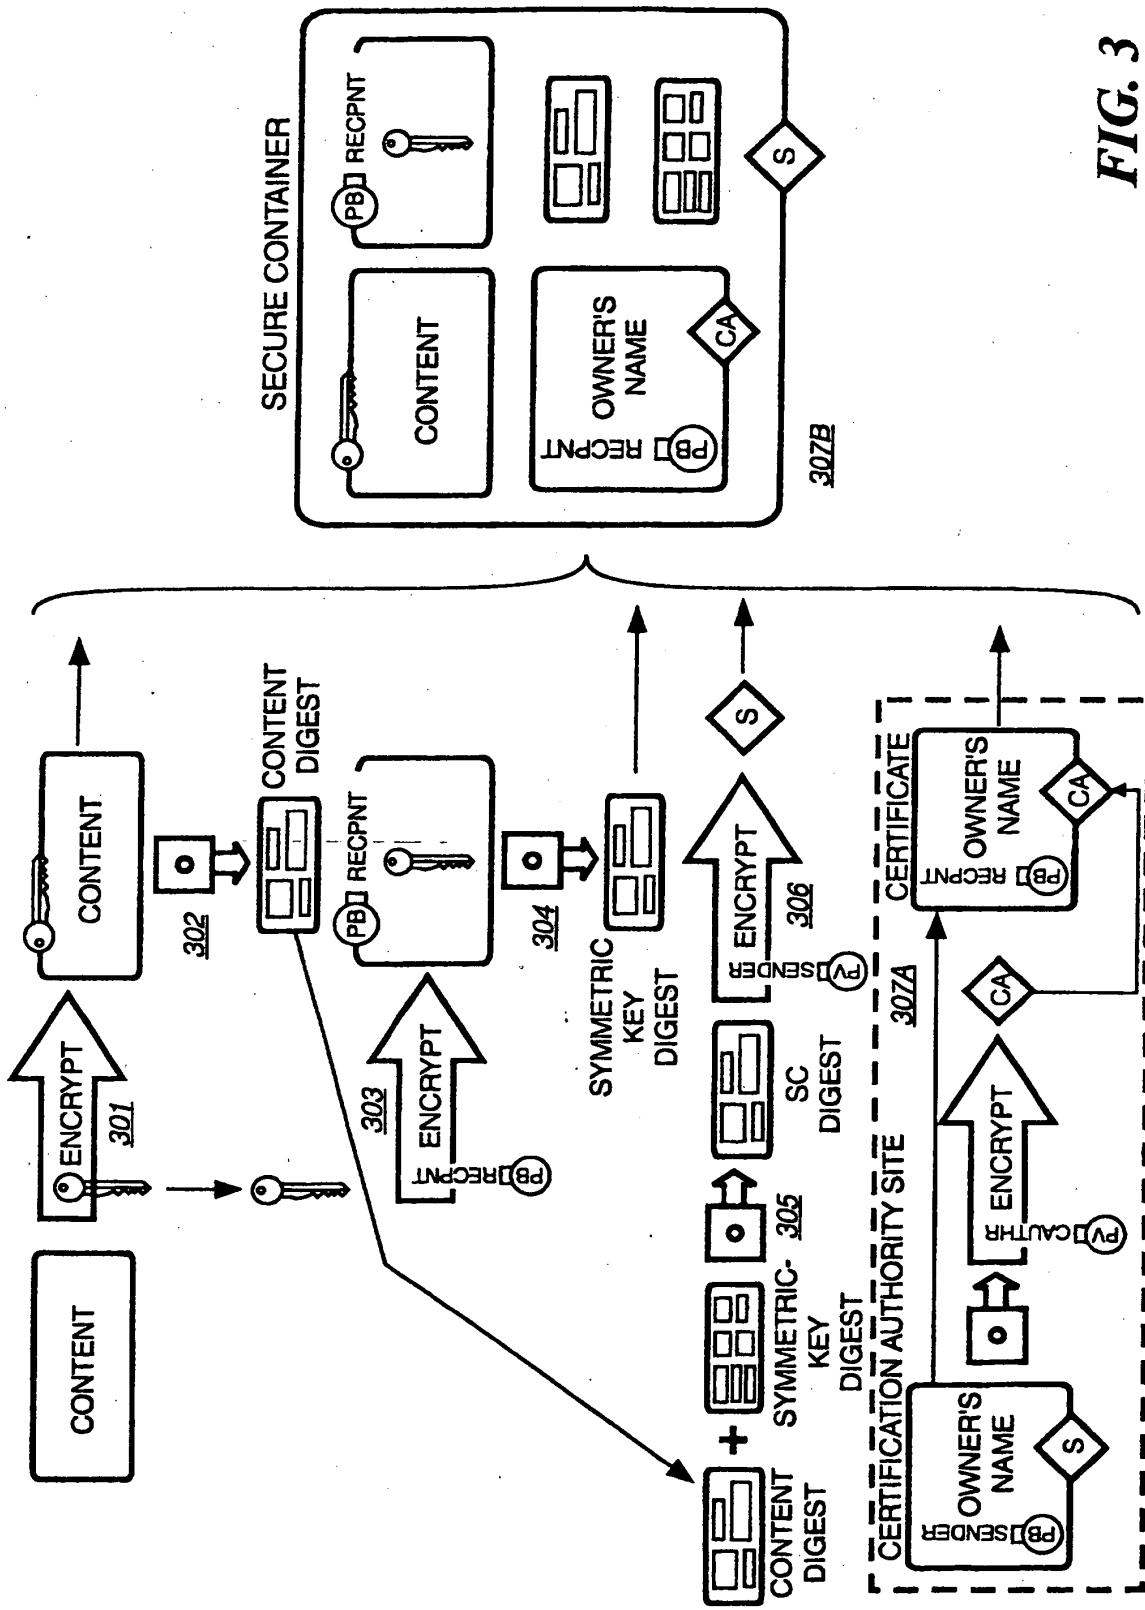 CONTENT
ENCRYPT
301
CONTENT
302
CONTENT
DIGEST
RECPNT
PB
303
ENCRYPT
PB
RECPNT
304
SYMMETRIC
KEY
DIGEST
CONTENT
DIGEST
+
SYMMETRIC-
KEY
DIGEST
305
SC
DIGEST
PV
SENDER
ENCRYPT
306
S
CERTIFICATION AUTHORITY SITE
PB
SENDER
OWNER'S
NAME
S
PV
CAUTHR
ENCRYPT
CA
307A
CERTIFICATE
PB
RECPNT
OWNER'S
NAME
CA
SECURE CONTAINER
CONTENT
PB
RECPNT
PB
RECPNT
OWNER'S
NAME
CA
S
307B
FIG. 3